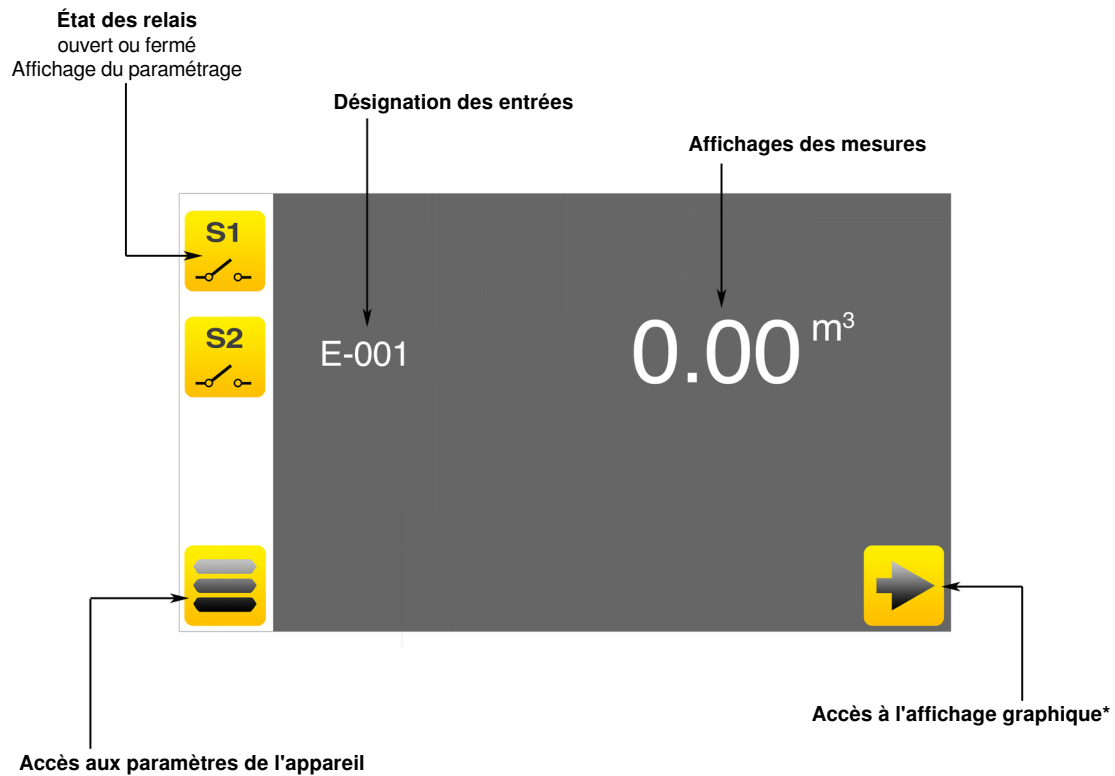 État des relais
ouvert ou fermé
Affichage du paramétrage
Désignation des entrées
Affichages des mesures
S1
S2
E-001
0.00 m³
Accès à l'affichage graphique*
Accès aux paramètres de l'appareil